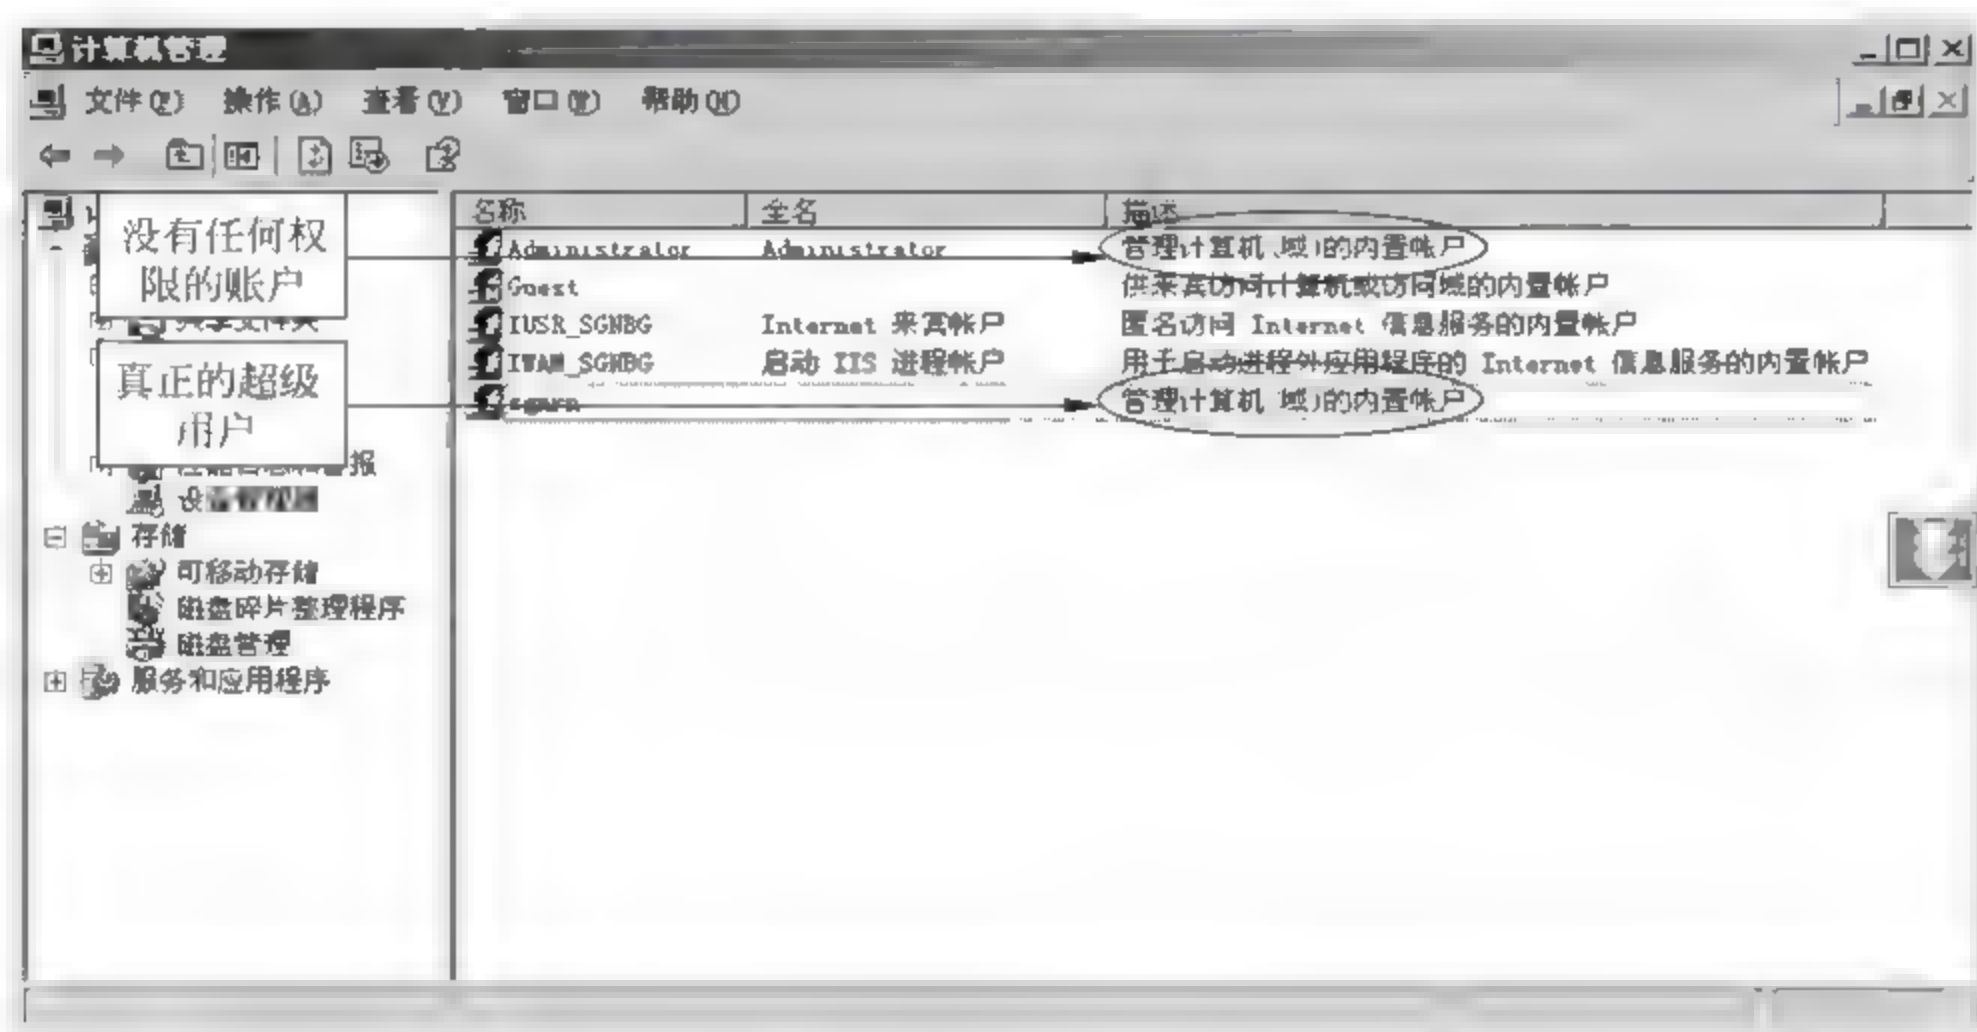 计算机管理
文件(F) 操作(A) 查看(V) 窗口(W) 帮助(H)
名称 全名 描述
没有任何权
限的账户
Administrator Administrator 管理计算机(域)的内置帐户
Guest 供来宾访问计算机或访问域的内置帐户
IUSR_SGNBG Internet 来宾帐户 匿名访问 Internet 信息服务的内置帐户
IWAM_SGNBG 启动 IIS 进程帐户 用于启动进程外应用程序的 Internet 信息服务的内置帐户
真正的超级
用户
管理计算机(域)的内置帐户
共享文件夹
报
存储
可移动存储
磁盘碎片整理程序
磁盘管理
服务和应用程序